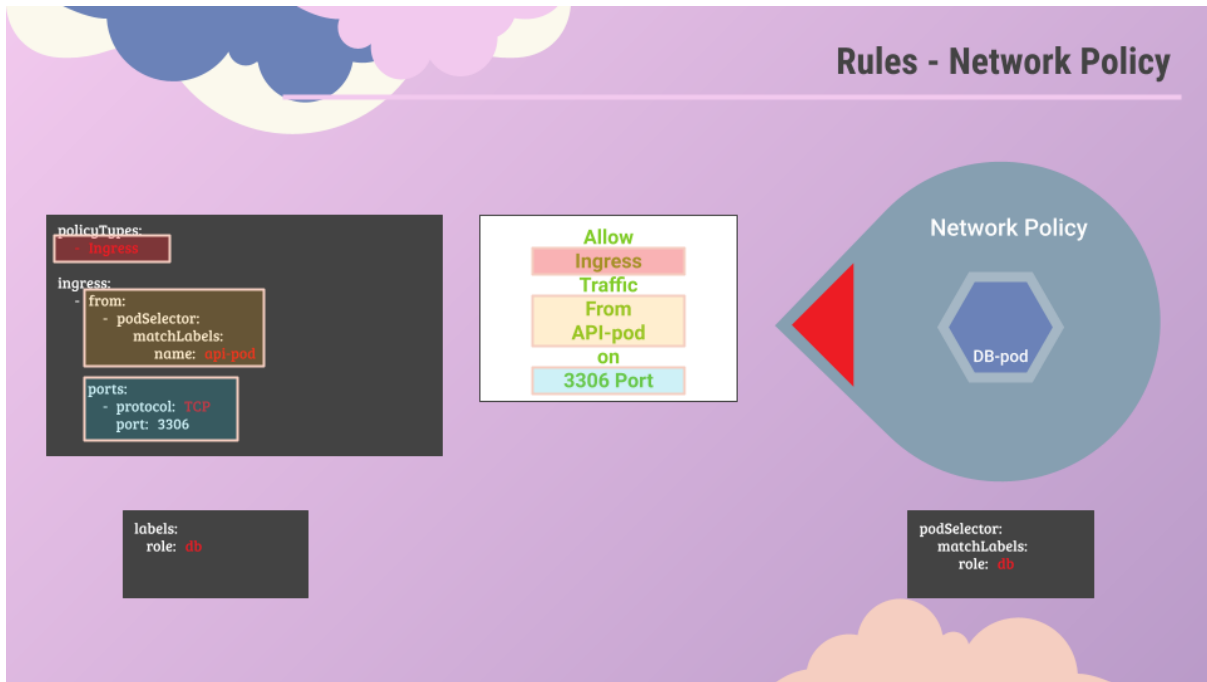 Rules - Network Policy
policyTypes:
- Ingress
ingress:
- from:
- podSelector:
matchLabels:
name: api-pod
ports:
- protocol: TCP
port: 3306
Allow
Ingress
Traffic
From
API-pod
on
3306 Port
Network Policy
DB-pod
labels:
role: db
podSelector:
matchLabels:
role: db